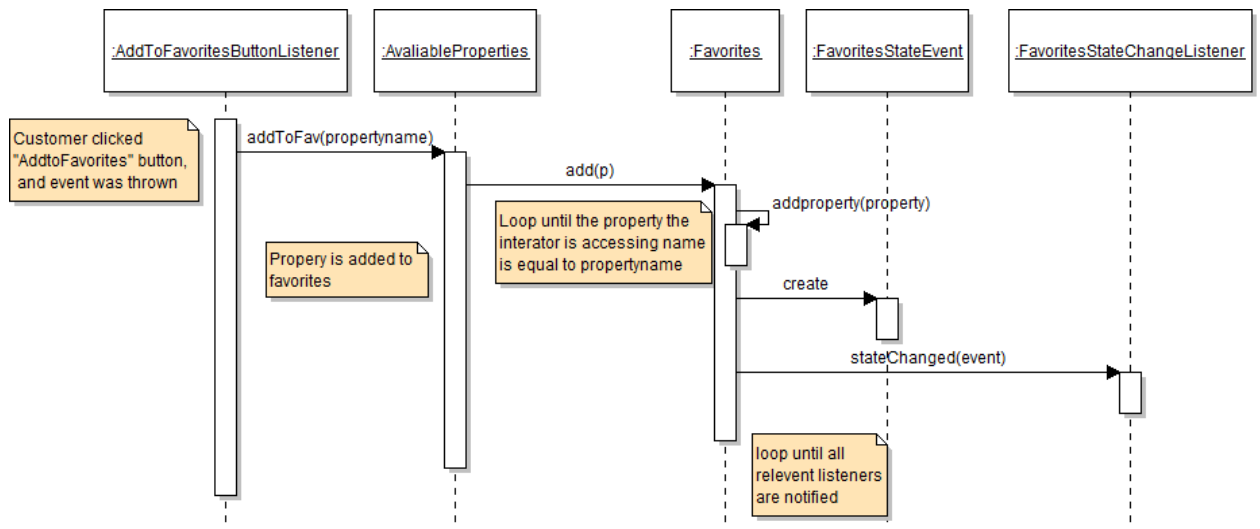 :AddToFavoritesButtonListener
:AvaliableProperties
:Favorites
:FavoritesStateEvent
:FavoritesStateChangeListener
Customer clicked
"AddtoFavorites" button,
and event was thrown
addToFav(propertyname)
add(p)
addproperty(property)
Loop until the property the
interator is accessing name
is equal to propertyname
Propery is added to
favorites
create
stateChanged(event)
loop until all
relevent listeners
are notified